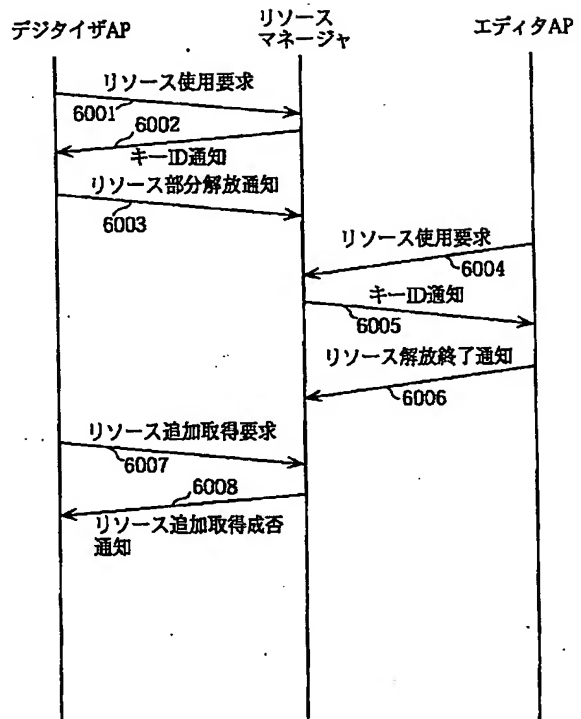 デジタイザAP
リソース
マネージャ
エディタAP
リソース使用要求
6001
6002
キーID通知
リソース部分解放通知
6003
リソース使用要求
6004
キーID通知
6005
リソース解放終了通知
6006
リソース追加取得要求
6007
6008
リソース追加取得成否
通知